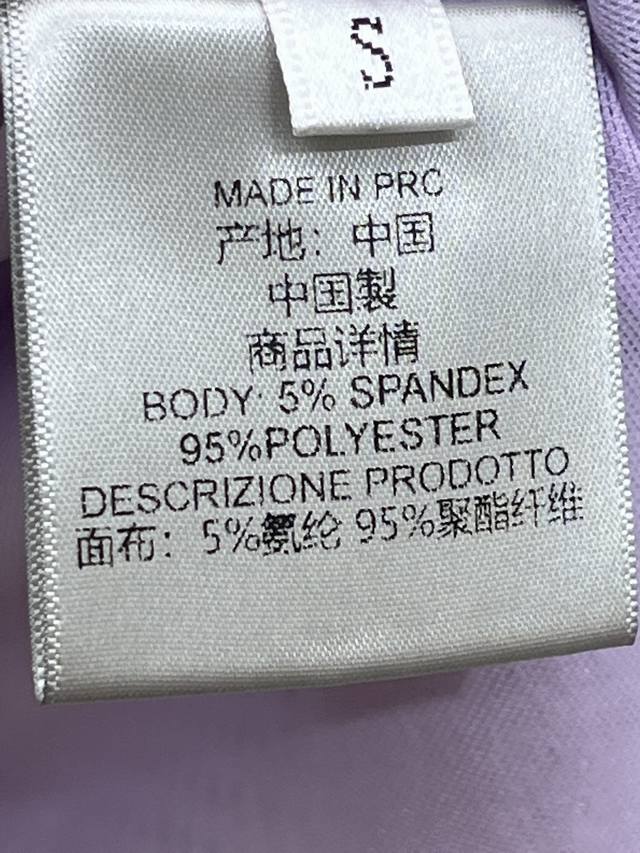 S
MADE IN PRC
产地：中国
中国製
商品详情
BODY: 5% SPANDEX
95%POLYESTER
DESCRIZIONE PRODOTTO
面布：5%氨纶 95%聚酯纤维